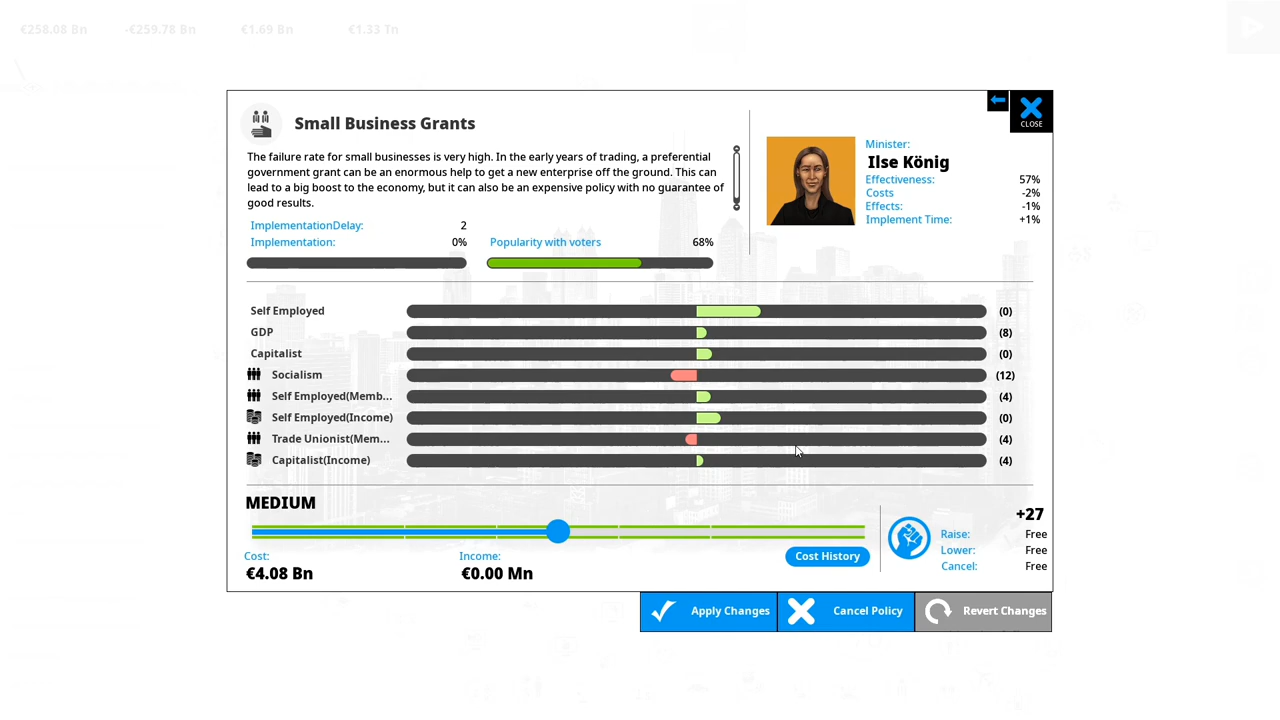 €258.08 Bn -€259.78 Bn €1.69 Bn €1.33 Tn
Small Business Grants
CLOSE
The failure rate for small businesses is very high. In the early years of trading, a preferential
government grant can be an enormous help to get a new enterprise off the ground. This can
lead to a big boost to the economy, but it can also be an expensive policy with no guarantee of
good results.
Minister:
Ilse König
Effectiveness: 57%
Costs -2%
Effects: -1%
Implement Time: +1%
ImplementationDelay: 2
Implementation: 0%
Popularity with voters 68%
Self Employed (0)
GDP (8)
Capitalist (0)
Socialism (12)
Self Employed(Memb... (4)
Self Employed(Income) (0)
Trade Unionist(Mem... (4)
Capitalist(Income) (4)
MEDIUM
Cost:
€4.08 Bn
Income:
€0.00 Mn
Cost History
+27
Raise: Free
Lower: Free
Cancel: Free
Apply Changes
Cancel Policy
Revert Changes